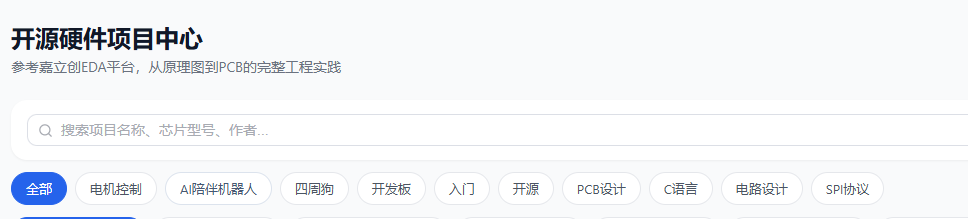 开源硬件项目中心
参考嘉立创EDA平台，从原理图到PCB的完整工程实践
搜索项目名称、芯片型号、作者...
全部 电机控制 AI陪伴机器人 四周狗 开发板 入门 开源 PCB设计 C语言 电路设计 SPI协议